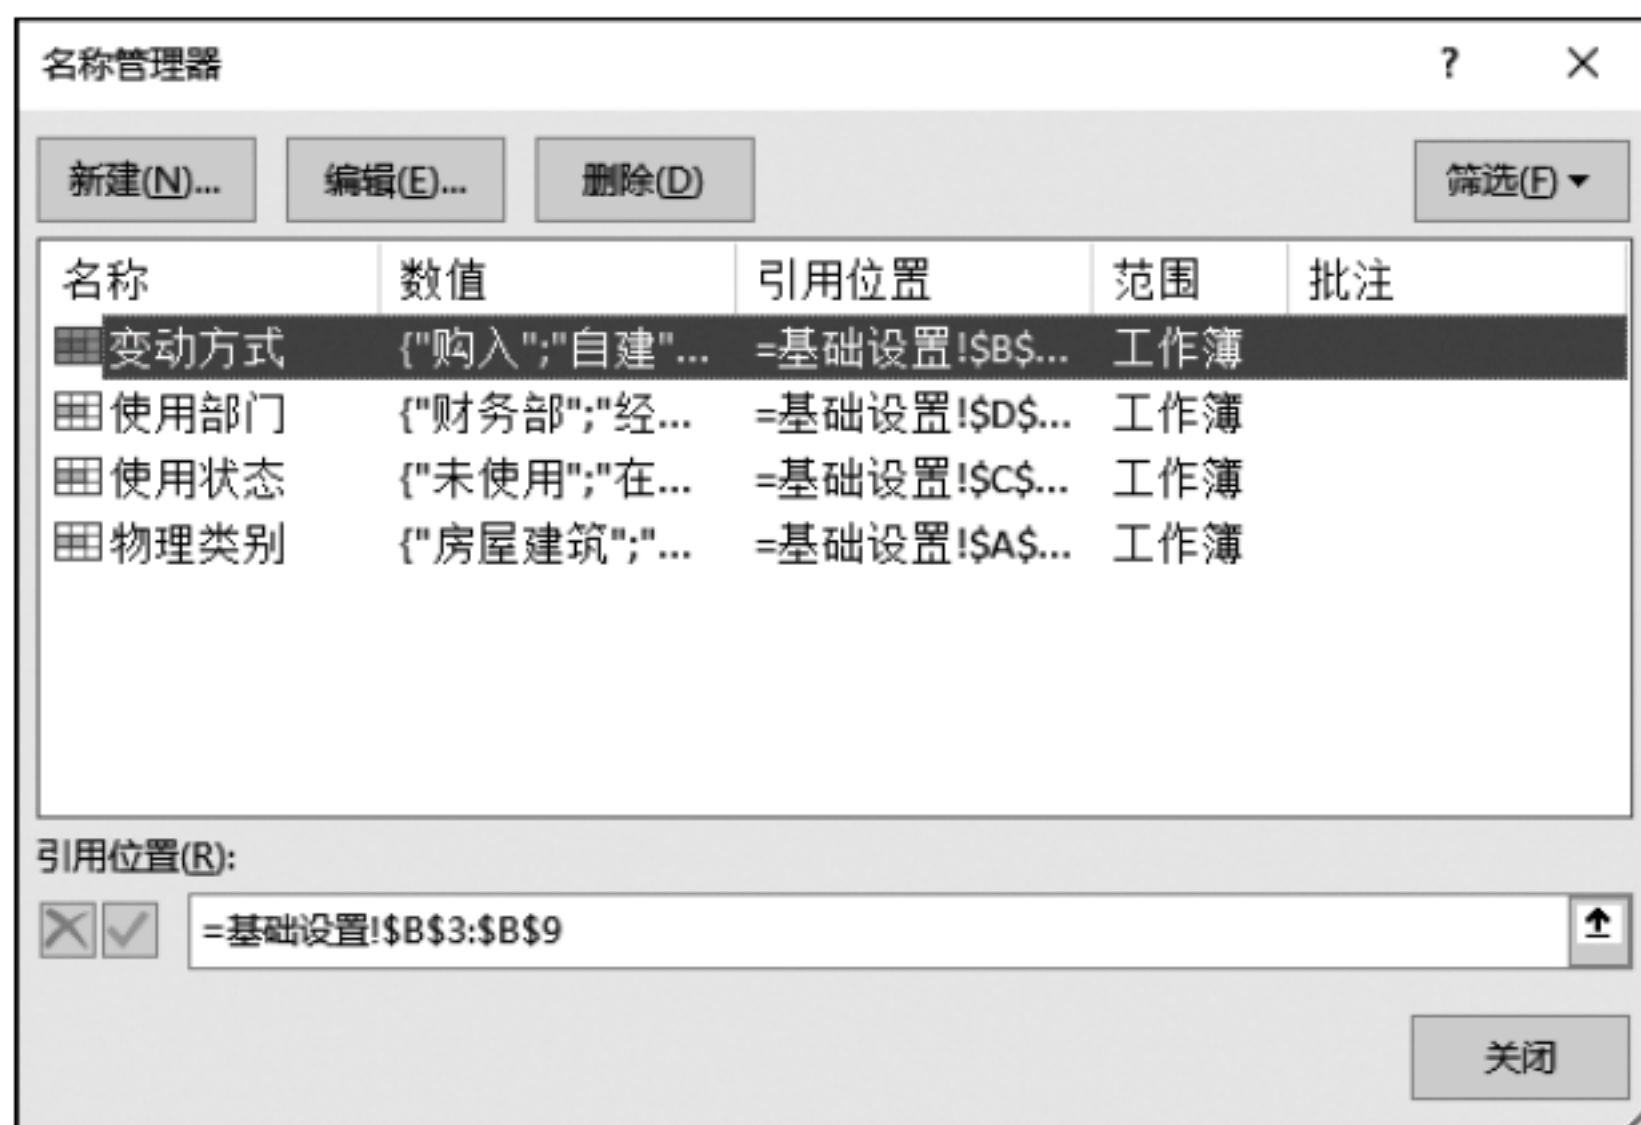 名称管理器 ?
新建(N)... 编辑(E)... 删除(D) 筛选(F)
名称 数值 引用位置 范围 批注
变动方式 {"购入";"自建"... =基础设置!$B$... 工作簿
使用部门 {"财务部";"经... =基础设置!$D$... 工作簿
使用状态 {"未使用";"在... =基础设置!$C$... 工作簿
物理类别 {"房屋建筑";"... =基础设置!$A$... 工作簿
引用位置(R):
=基础设置!$B$3:$B$9
关闭